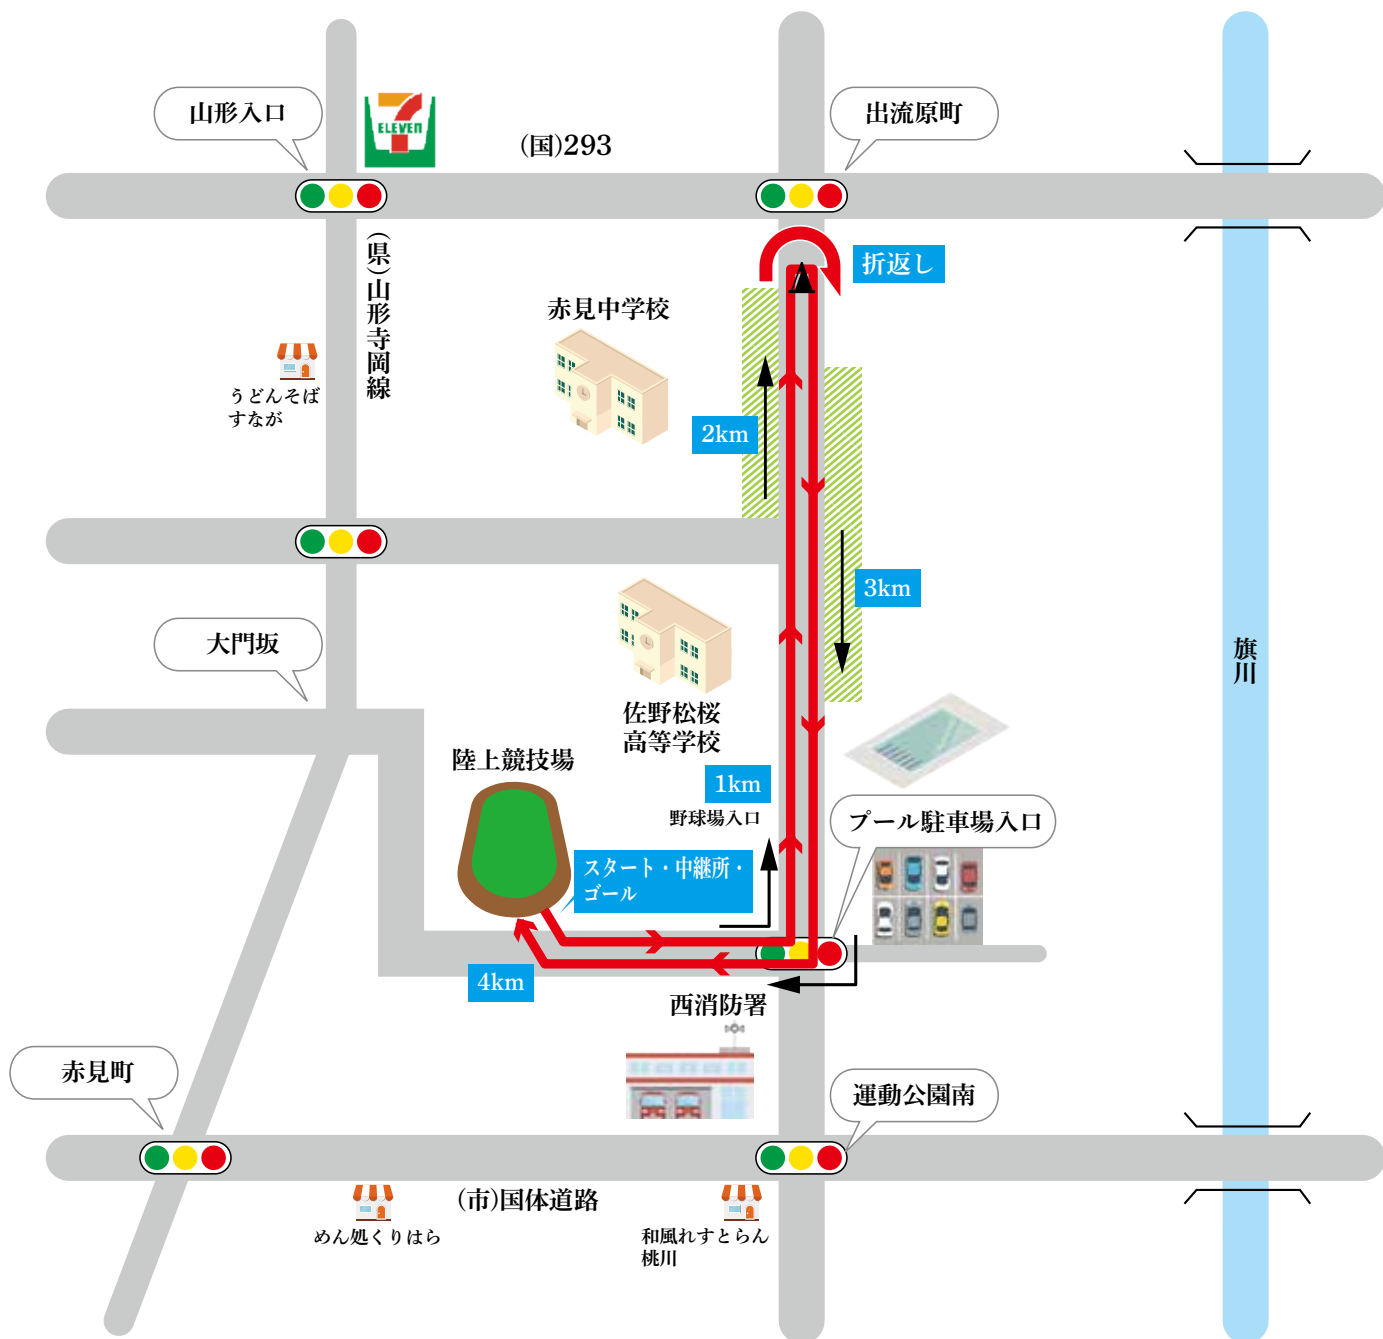 山形入口
ELEVEn
(国)293
出流原町
折返し
(県)山形寺岡線
赤見中学校
うどんそば
すなが
2km
3km
大門坂
旗川
佐野松桜
高等学校
陸上競技場
1km
野球場入口
プール駐車場入口
スタート・中継所・
ゴール
4km
西消防署
赤見町
運動公園南
(市)国体道路
めん処くりはら
和風れすとらん
桃川